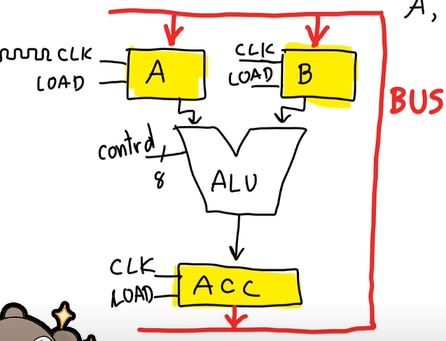 A,
CLK
LOAD
A
CLK
LOAD
B
BUS
control
8
ALU
CLK
LOAD
ACC